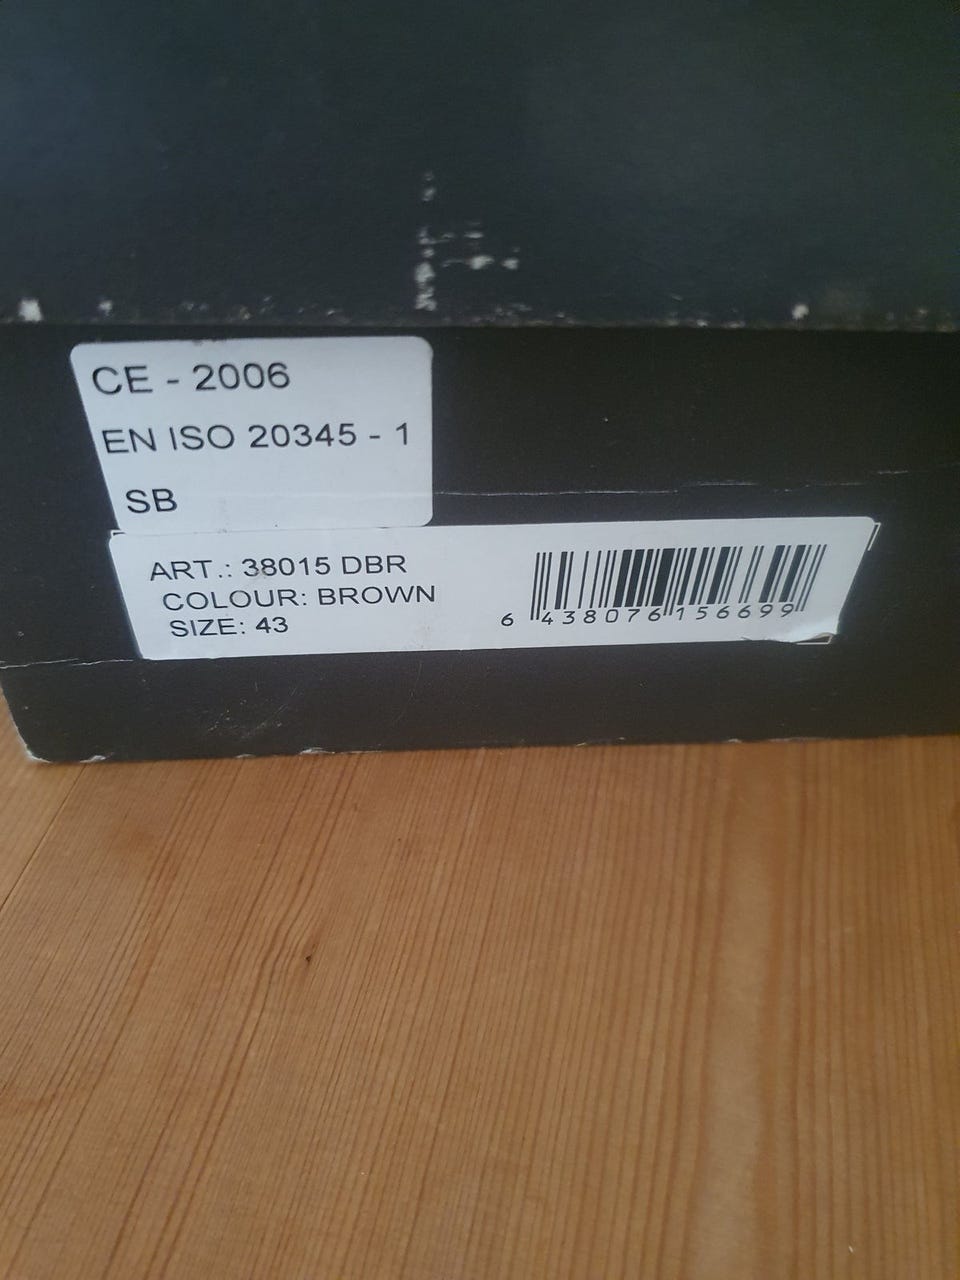 CE - 2006
EN ISO 20345 - 1
SB
ART.: 38015 DBR
COLOUR: BROWN
SIZE: 43
6 438076 156699